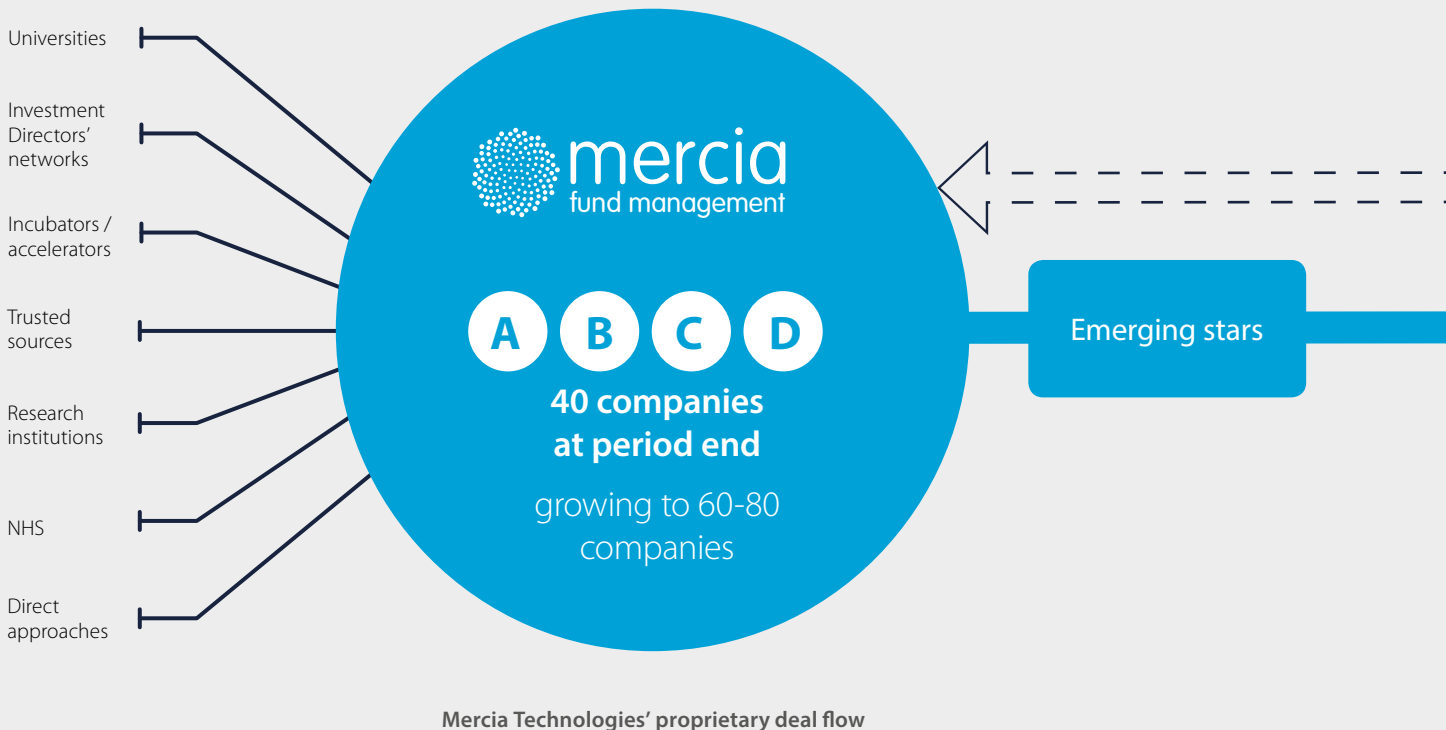 Universities
Investment
Directors'
networks
Incubators /
accelerators
Trusted
sources
Research
institutions
NHS
Direct
approaches
mercia
fund management
A B C D
40 companies
at period end
growing to 60-80
companies
Emerging stars
Mercia Technologies' proprietary deal flow